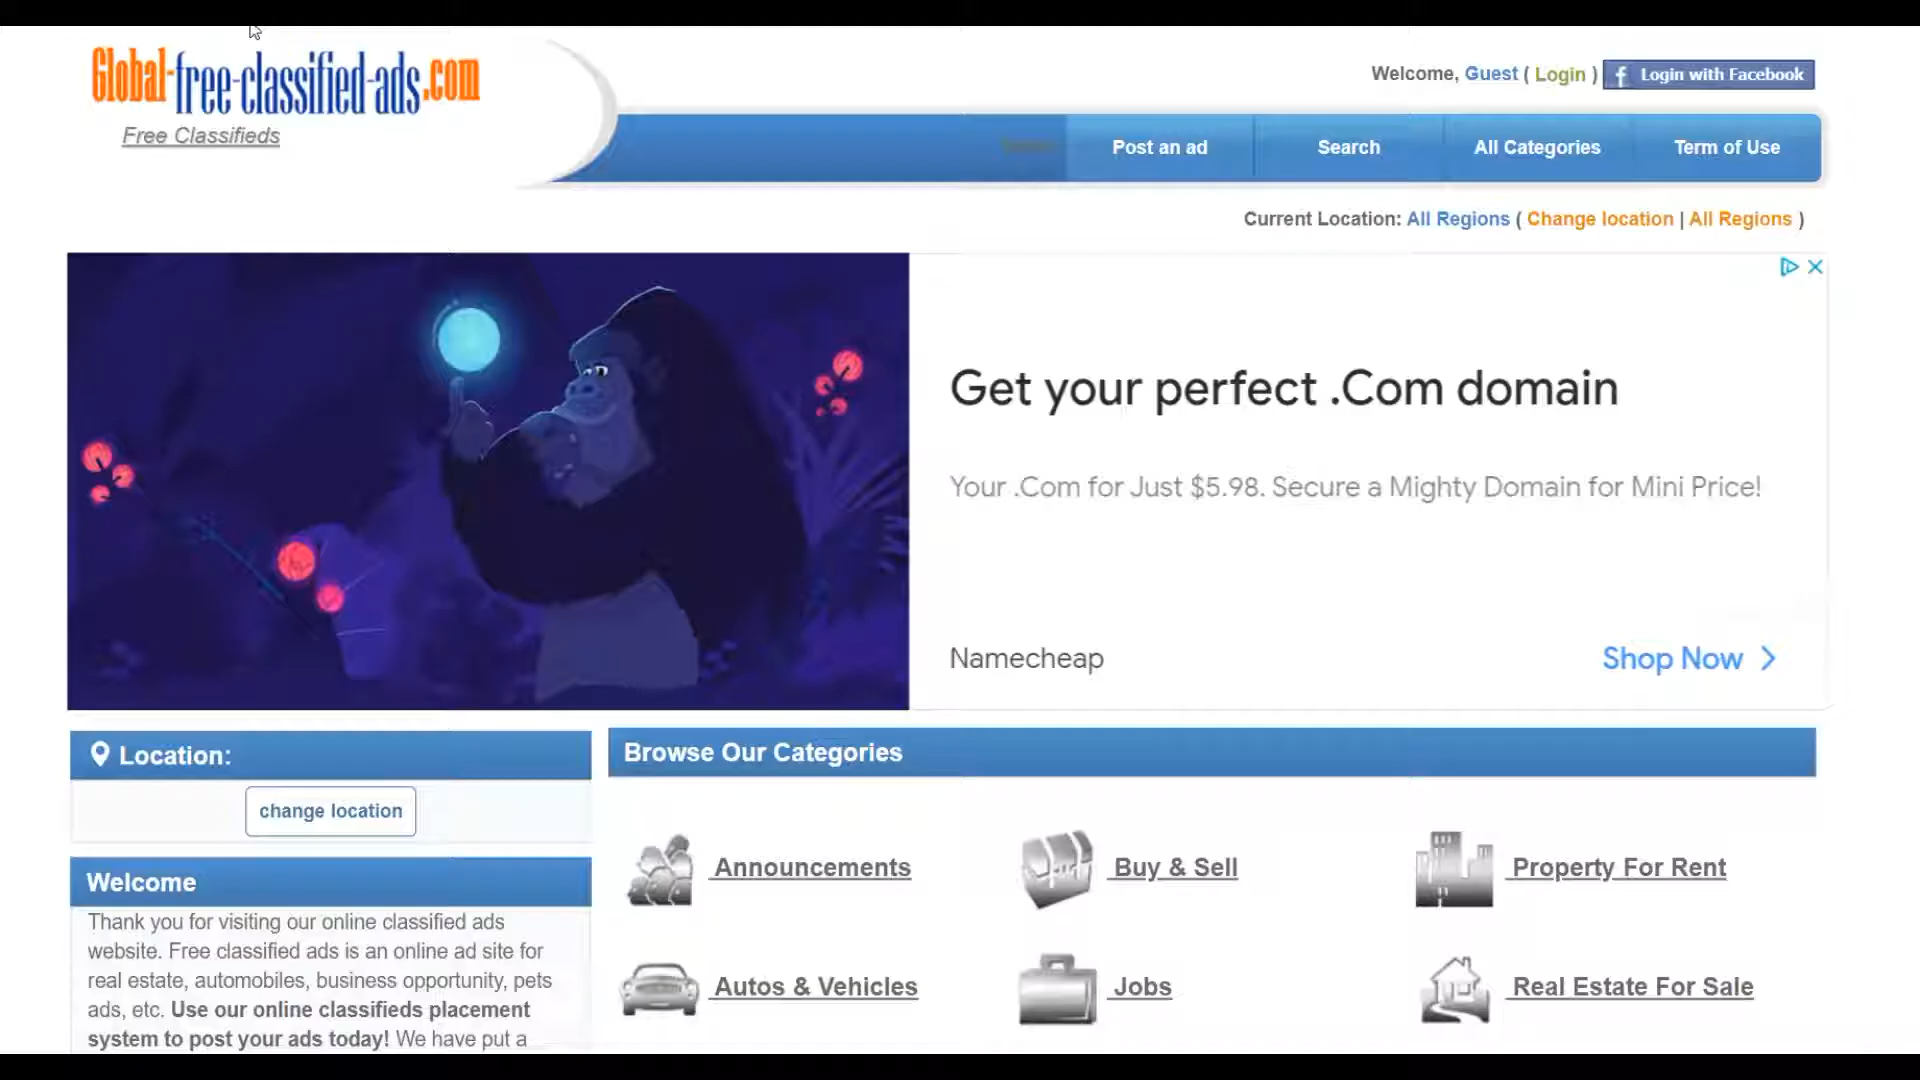 Global-free-classified-ads.com
Free Classifieds
Welcome, Guest ( Login ) f Login with Facebook
Post an ad Search All Categories Term of Use
Current Location: All Regions ( Change location | All Regions )
Get your perfect .Com domain
Your .Com for Just $5.98. Secure a Mighty Domain for Mini Price!
Namecheap Shop Now
Location:
change location
Browse Our Categories
Announcements Buy & Sell Property For Rent
Autos & Vehicles Jobs Real Estate For Sale
Welcome
Thank you for visiting our online classified ads
website. Free classified ads is an online ad site for
real estate, automobiles, business opportunity, pets
ads, etc. Use our online classifieds placement
system to post your ads today! We have put a